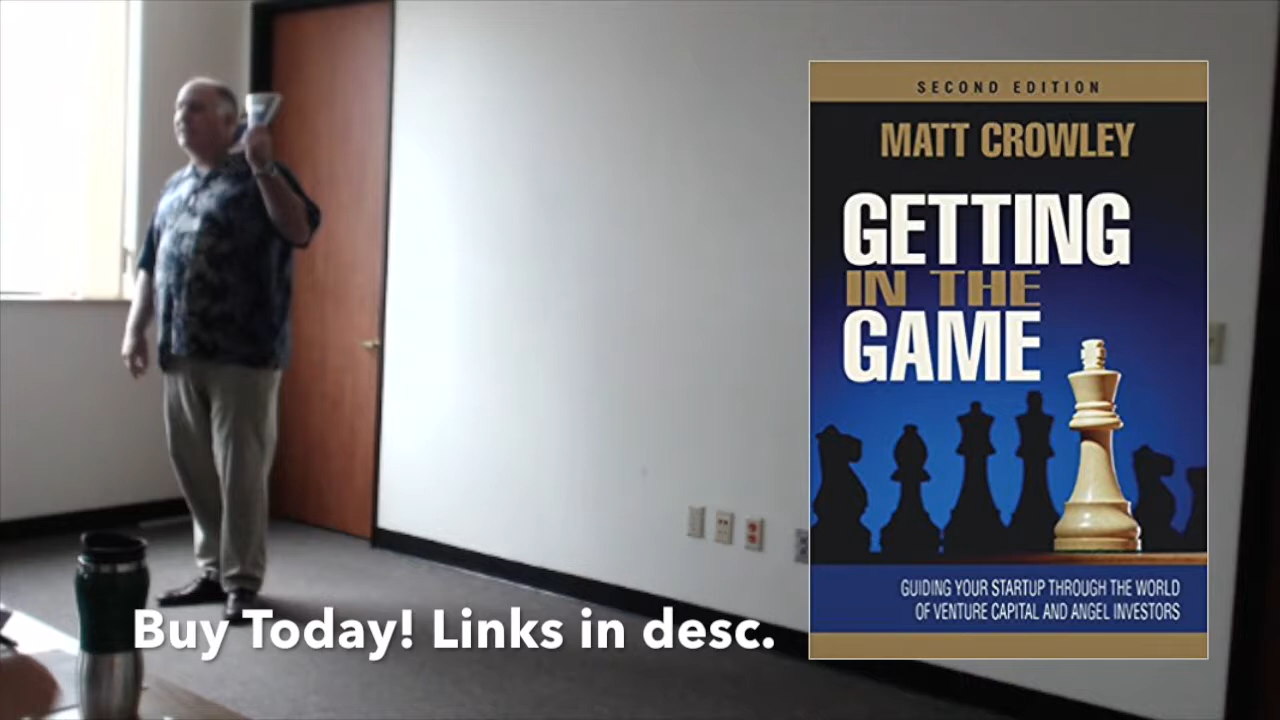 SECOND EDITION
MATT CROWLEY
GETTING
IN THE
GAME
GUIDING YOUR STARTUP THROUGH THE WORLD
OF VENTURE CAPITAL AND ANGEL INVESTORS
Buy Today! Links in desc.